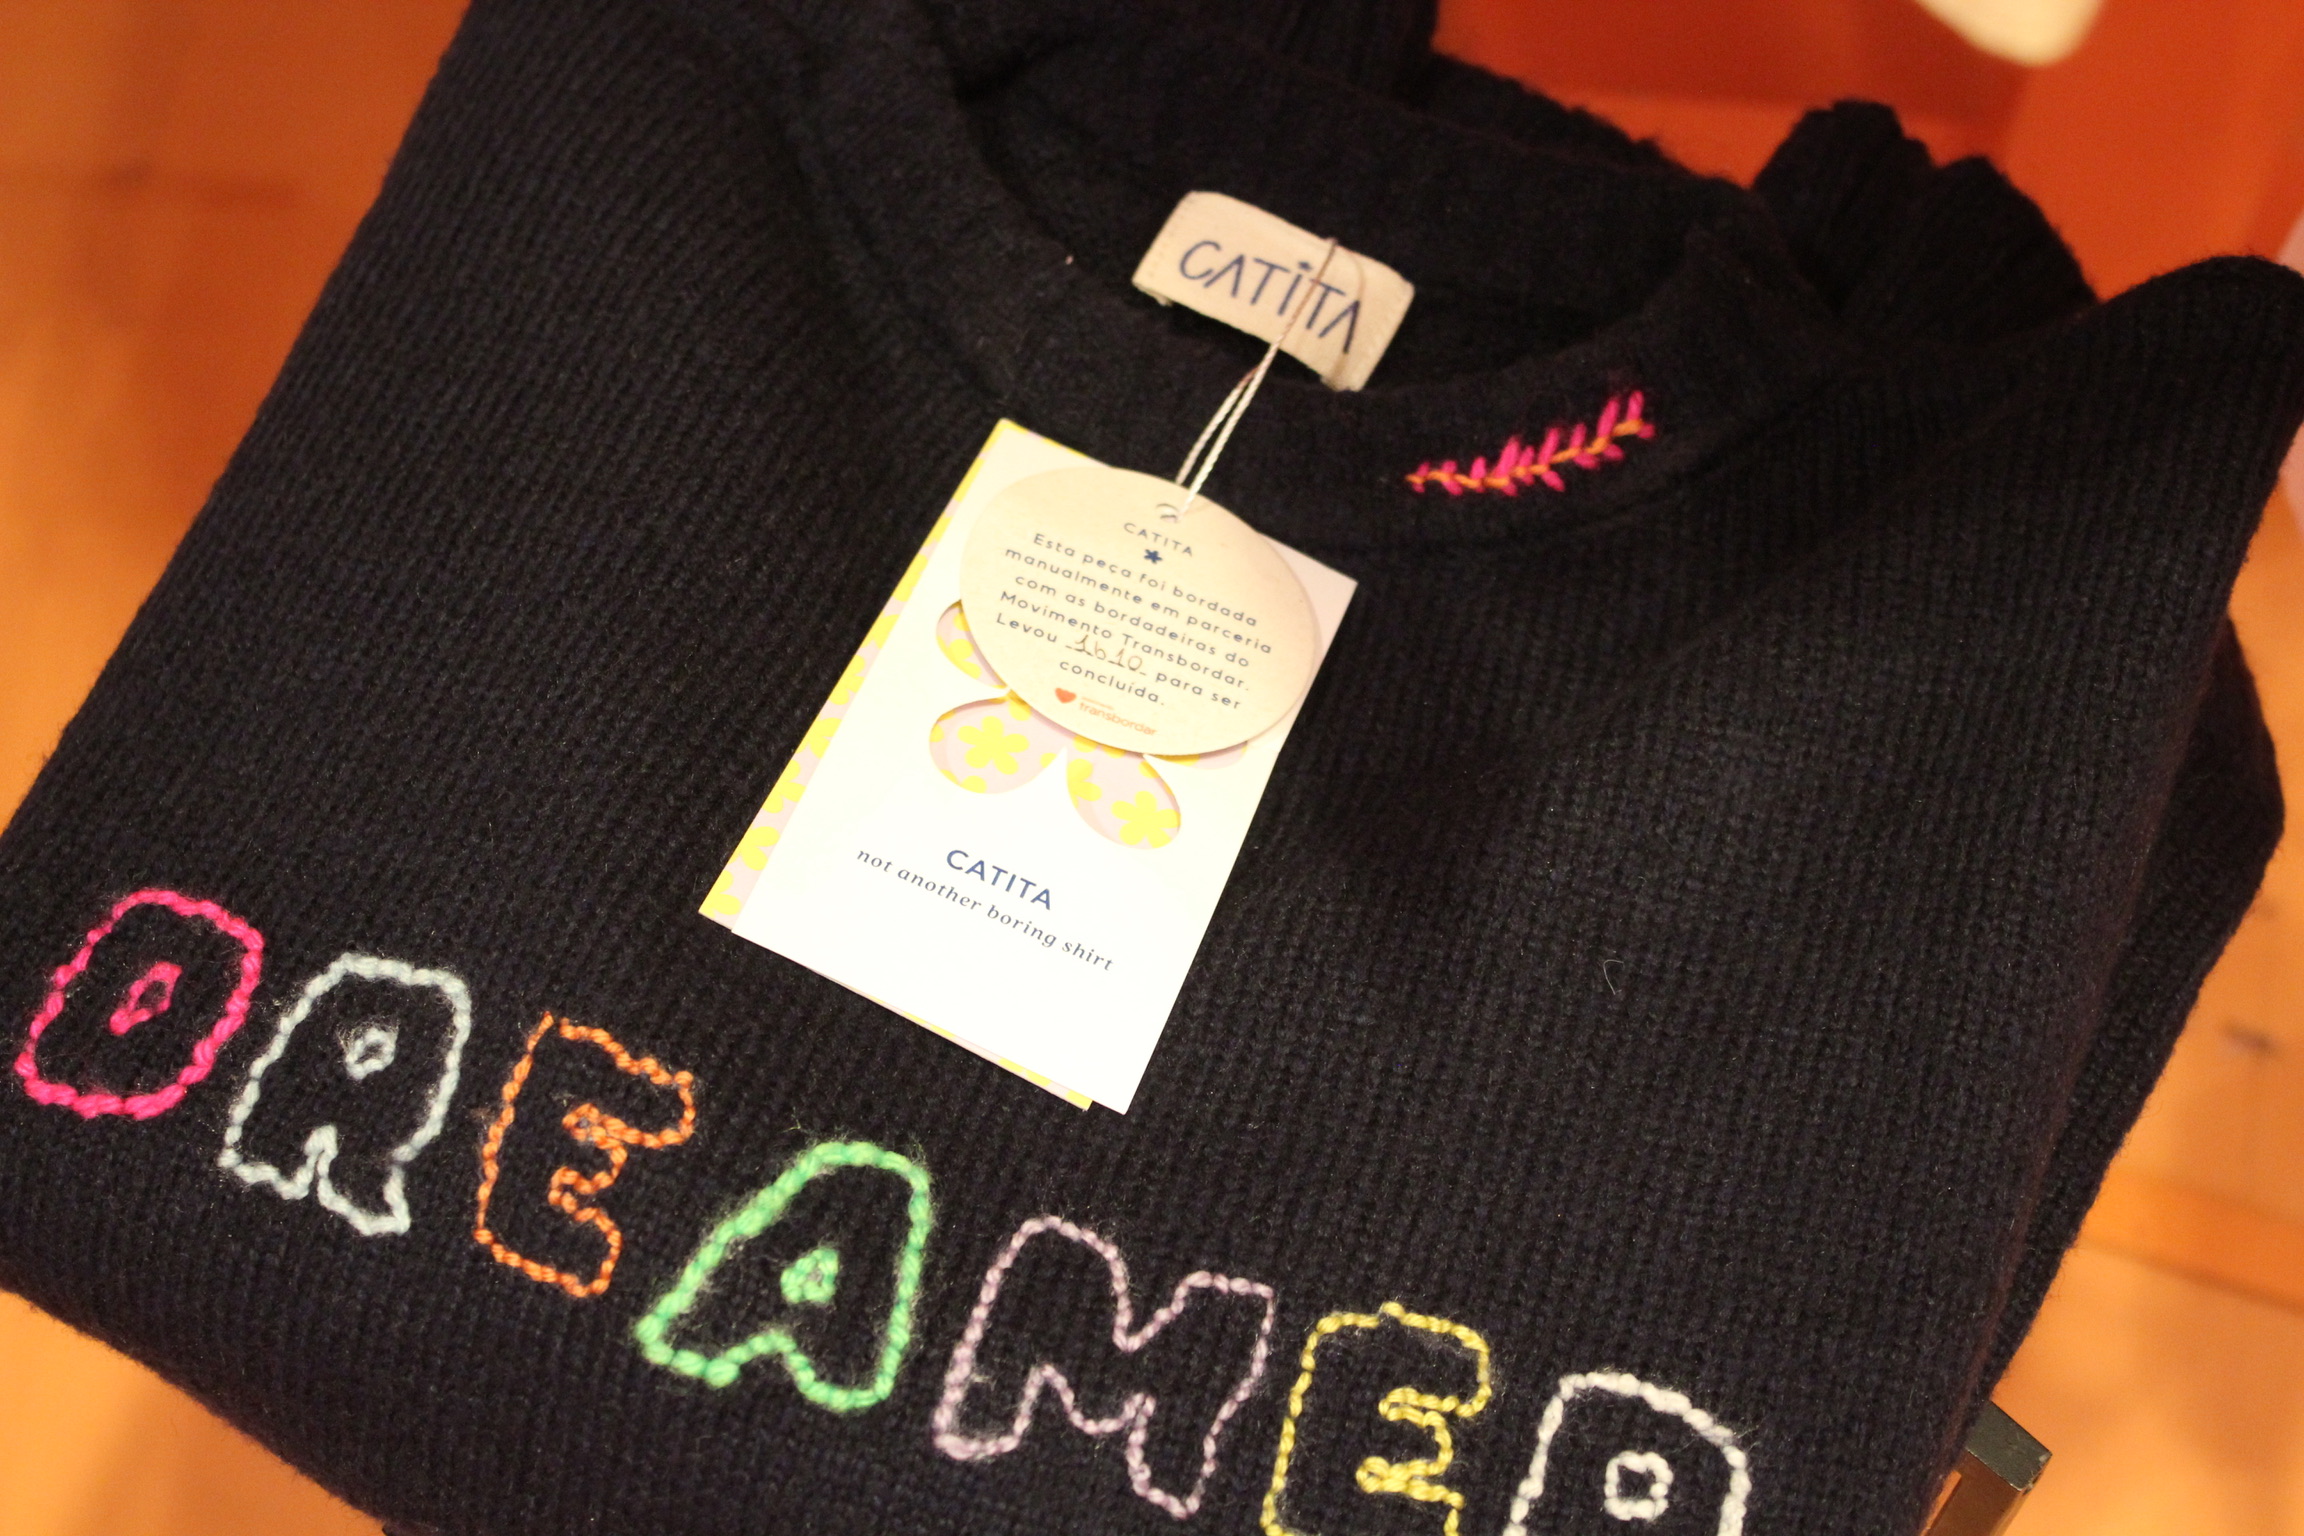 CATITA
CATITA
Esta peça foi bordada
manualmente em parceria
com as bordadeiras do
Movimento Transbordar.
Levou 1h10 para ser
concluída.
transbordar
CATITA
not another boring shirt
DREAMER